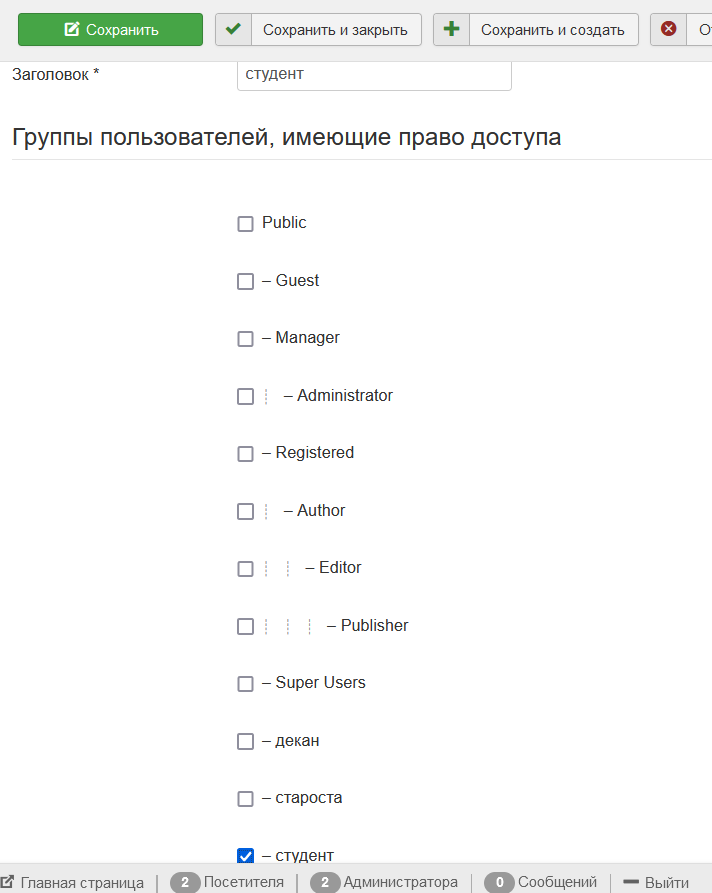 Сохранить Сохранить и закрыть Сохранить и создать
Заголовок * студент
Группы пользователей, имеющие право доступа
Public
– Guest
– Manager
– Administrator
– Registered
– Author
– Editor
– Publisher
– Super Users
– декан
– староста
– студент
Главная страница 2 Посетителя 2 Администратора 0 Сообщений Выйти